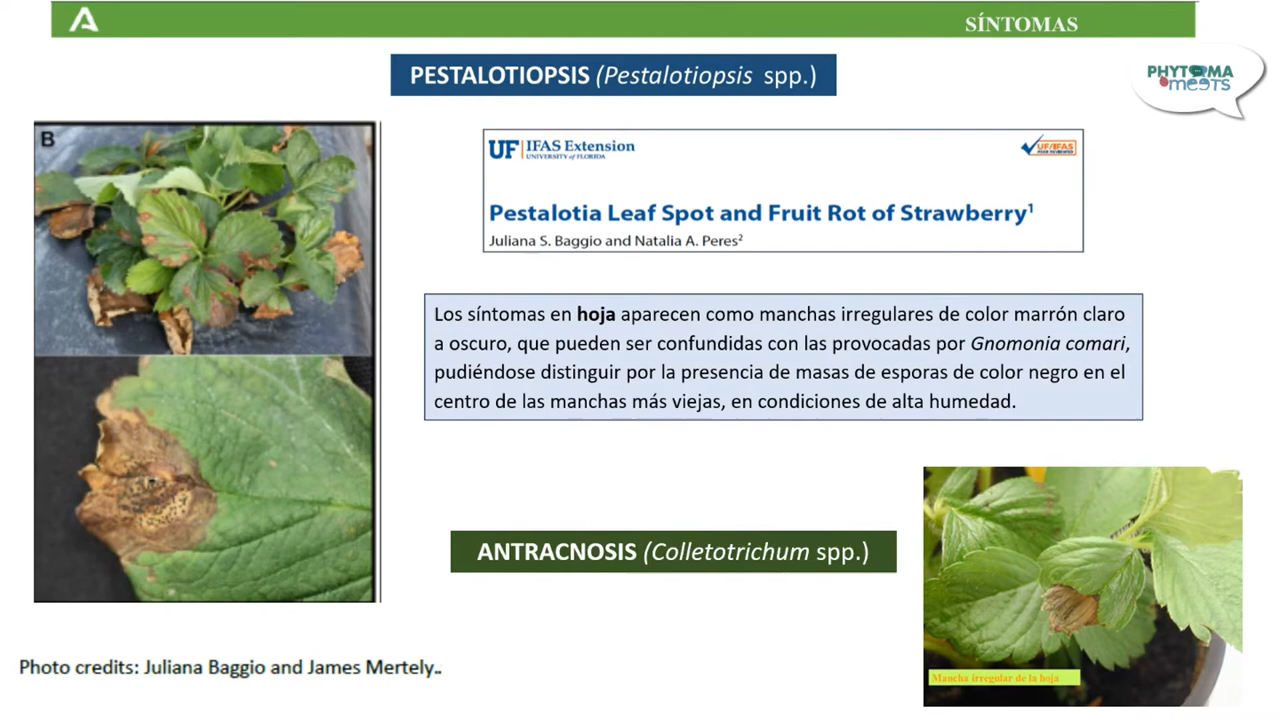 SÍNTOMAS
PESTALOTIOPSIS (Pestalotiopsis spp.)
PHYTOMA
meets
B
UF IFAS Extension
UNIVERSITY of FLORIDA
UF/IFAS
PEER REVIEWED
Pestalotia Leaf Spot and Fruit Rot of Strawberry¹
Juliana S. Baggio and Natalia A. Peres²
Los síntomas en hoja aparecen como manchas irregulares de color marrón claro
a oscuro, que pueden ser confundidas con las provocadas por Gnomonia comari,
pudiéndose distinguir por la presencia de masas de esporas de color negro en el
centro de las manchas más viejas, en condiciones de alta humedad.
ANTRACNOSIS (Colletotrichum spp.)
Mancha irregular de la hoja
Photo credits: Juliana Baggio and James Mertely..